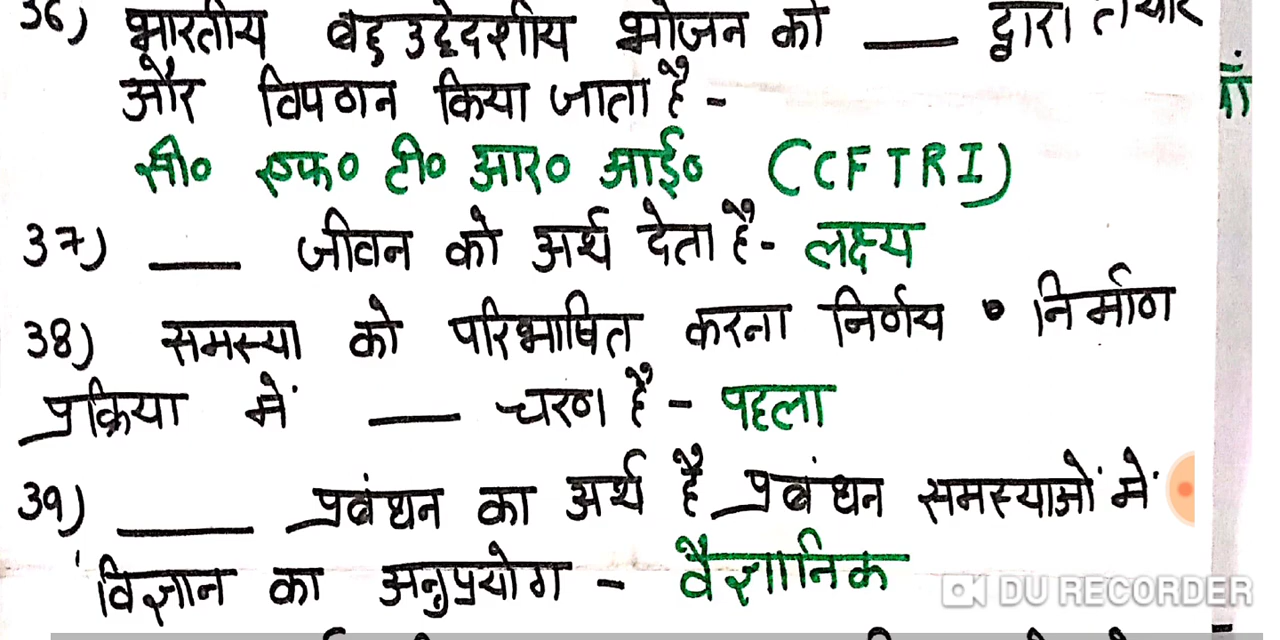 36) भारतीय बहुउद्देदशीय भोजन को ___ द्वारा तैयार
और विपणन किया जाता है -
सी० एफ० टी० आर० आई० (CFTRI)
37) ___ जीवन को अर्थ देता है - लक्ष्य
38) समस्या को परिभाषित करना निर्णय निर्माण
प्रक्रिया में ___ चरण है - पहला
39) ___ प्रबंधन का अर्थ है प्रबंधन समस्याओं में
विज्ञान का अनुप्रयोग - वैज्ञानिक
DU RECORDER